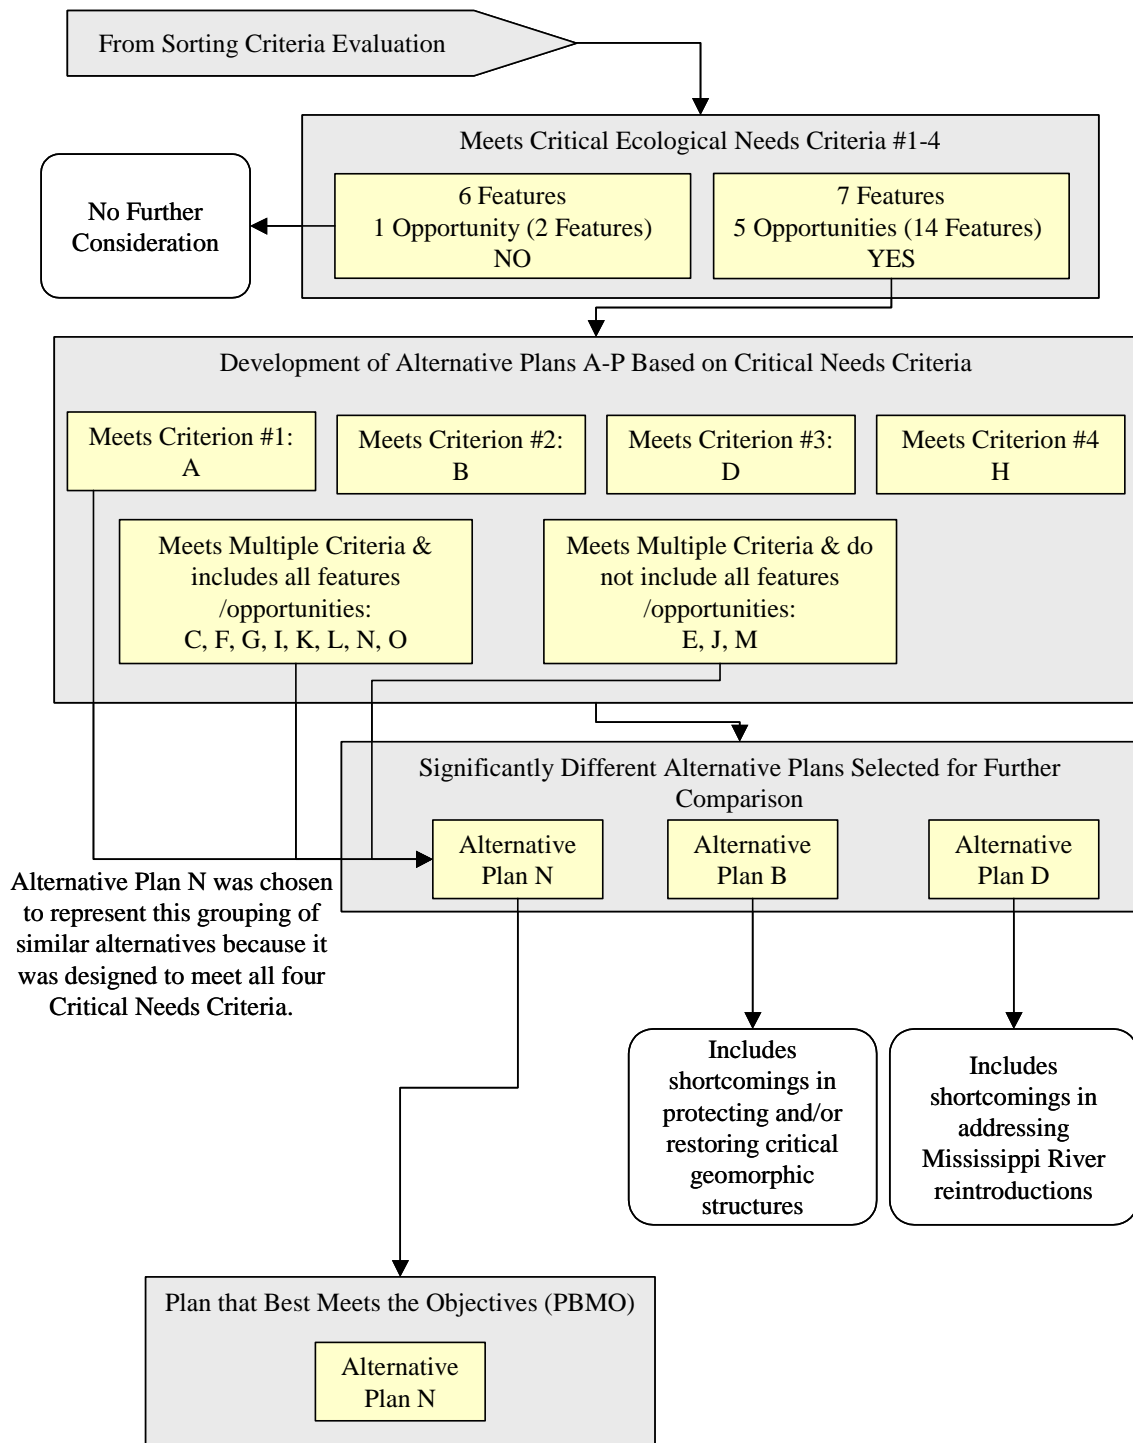 From Sorting Criteria Evaluation
Meets Critical Ecological Needs Criteria #1-4
No Further
Consideration
6 Features
1 Opportunity (2 Features)
NO
7 Features
5 Opportunities (14 Features)
YES
Development of Alternative Plans A-P Based on Critical Needs Criteria
Meets Criterion #1:
A
Meets Criterion #2:
B
Meets Criterion #3:
D
Meets Criterion #4
H
Meets Multiple Criteria &
includes all features
/opportunities:
C, F, G, I, K, L, N, O
Meets Multiple Criteria & do
not include all features
/opportunities:
E, J, M
Significantly Different Alternative Plans Selected for Further
Comparison
Alternative
Plan N
Alternative
Plan B
Alternative
Plan D
Alternative Plan N was chosen
to represent this grouping of
similar alternatives because it
was designed to meet all four
Critical Needs Criteria.
Includes
shortcomings in
protecting and/or
restoring critical
geomorphic
structures
Includes
shortcomings in
addressing
Mississippi River
reintroductions
Plan that Best Meets the Objectives (PBMO)
Alternative
Plan N